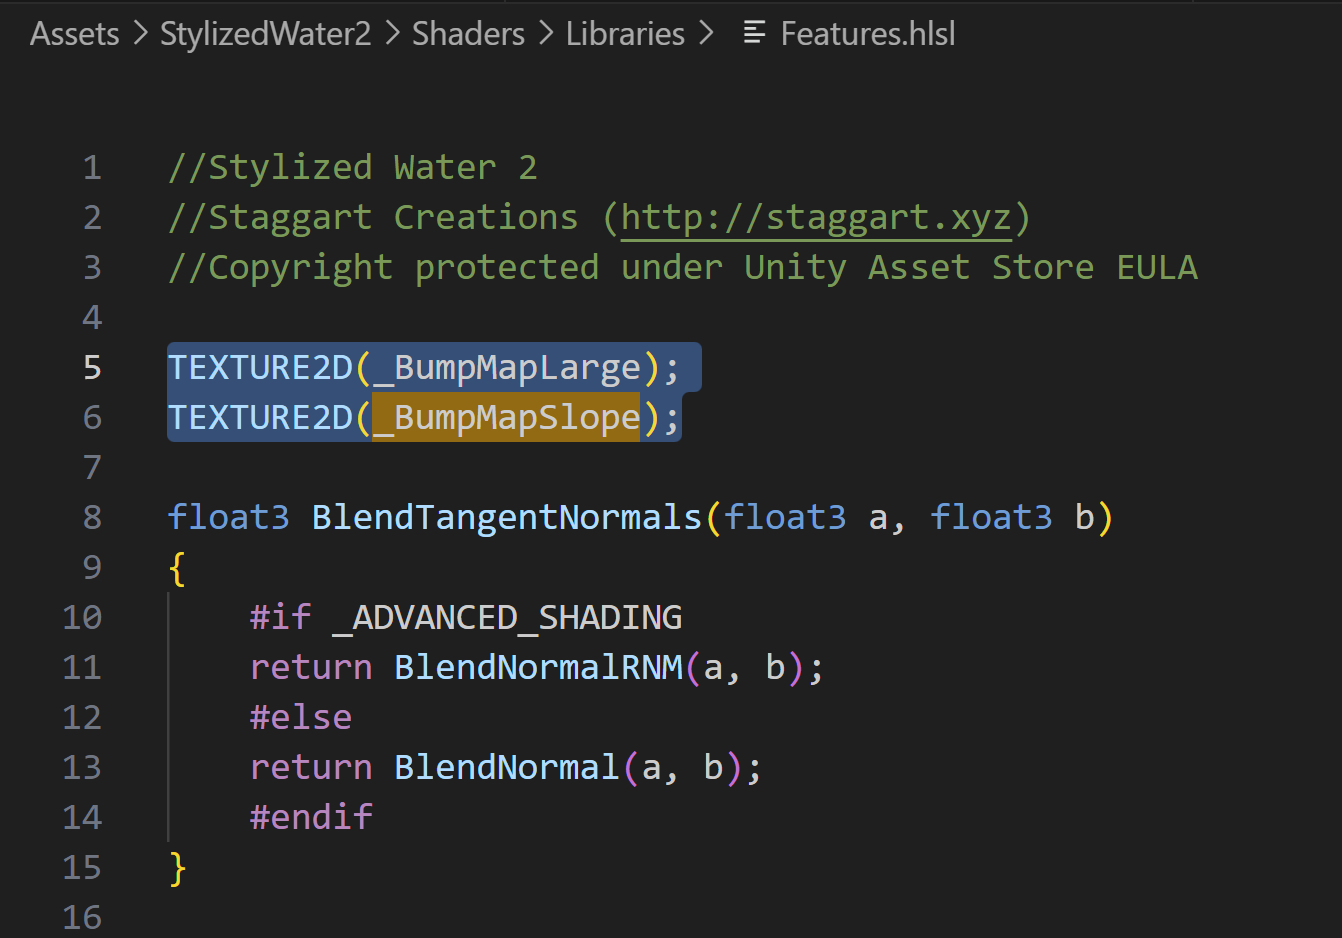 Assets > StylizedWater2 > Shaders > Libraries > Features.hlsl
1 //Stylized Water 2
2 //Staggart Creations (http://staggart.xyz)
3 //Copyright protected under Unity Asset Store EULA
4
5 TEXTURE2D(_BumpMapLarge);
6 TEXTURE2D(_BumpMapSlope);
7
8 float3 BlendTangentNormals(float3 a, float3 b)
9 {
10     #if _ADVANCED_SHADING
11     return BlendNormalRNM(a, b);
12     #else
13     return BlendNormal(a, b);
14     #endif
15 }
16